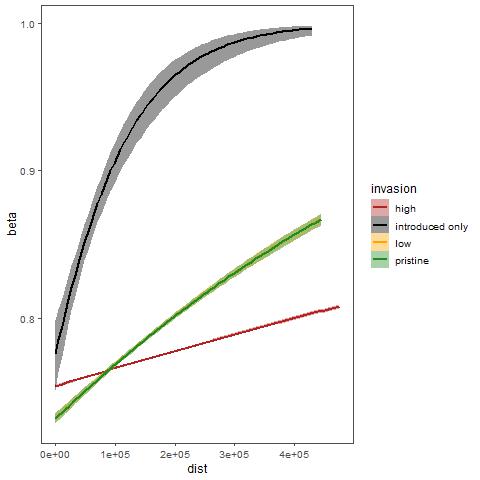 1.0
0.9
0.8
beta
0e+00 1e+05 2e+05 3e+05 4e+05
dist
invasion
high
introduced only
low
pristine